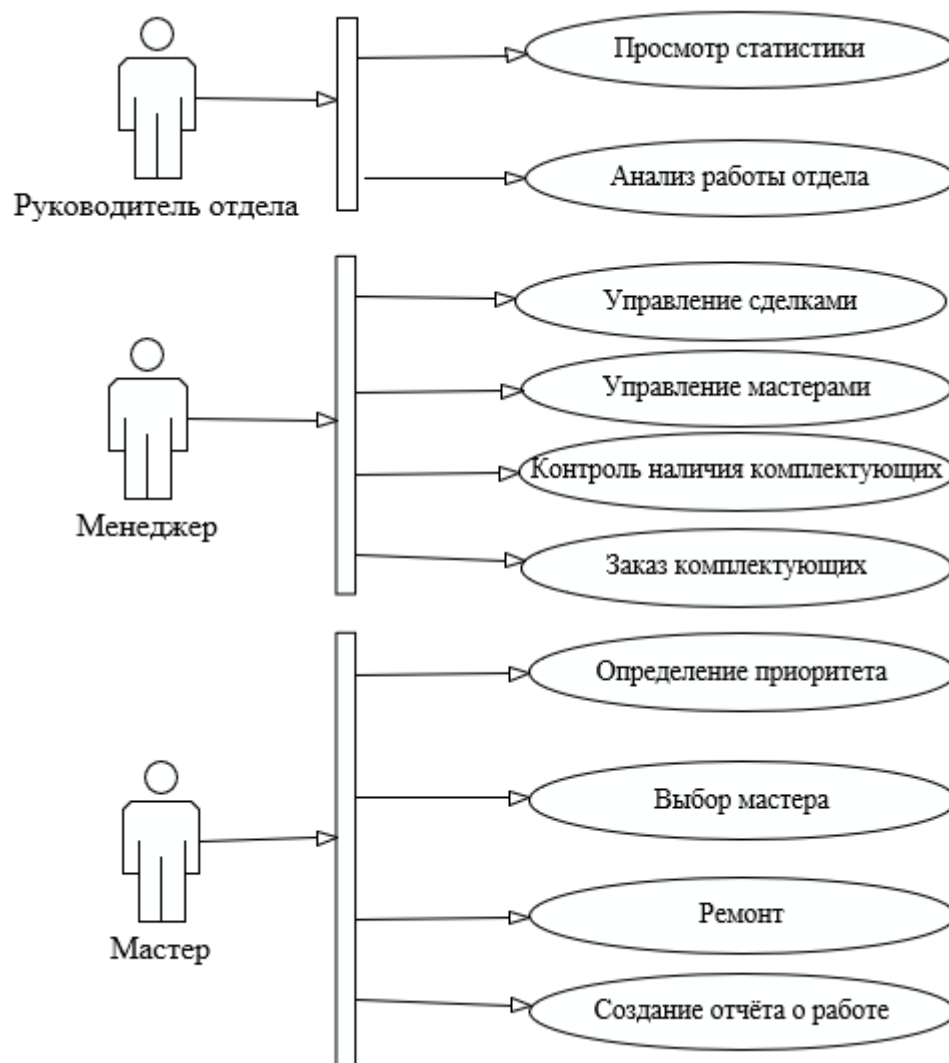 Просмотр статистики
Анализ работы отдела
Руководитель отдела
Управление сделками
Управление мастерами
Контроль наличия комплектующих
Менеджер
Заказ комплектующих
Определение приоритета
Выбор мастера
Ремонт
Мастер
Создание отчёта о работе